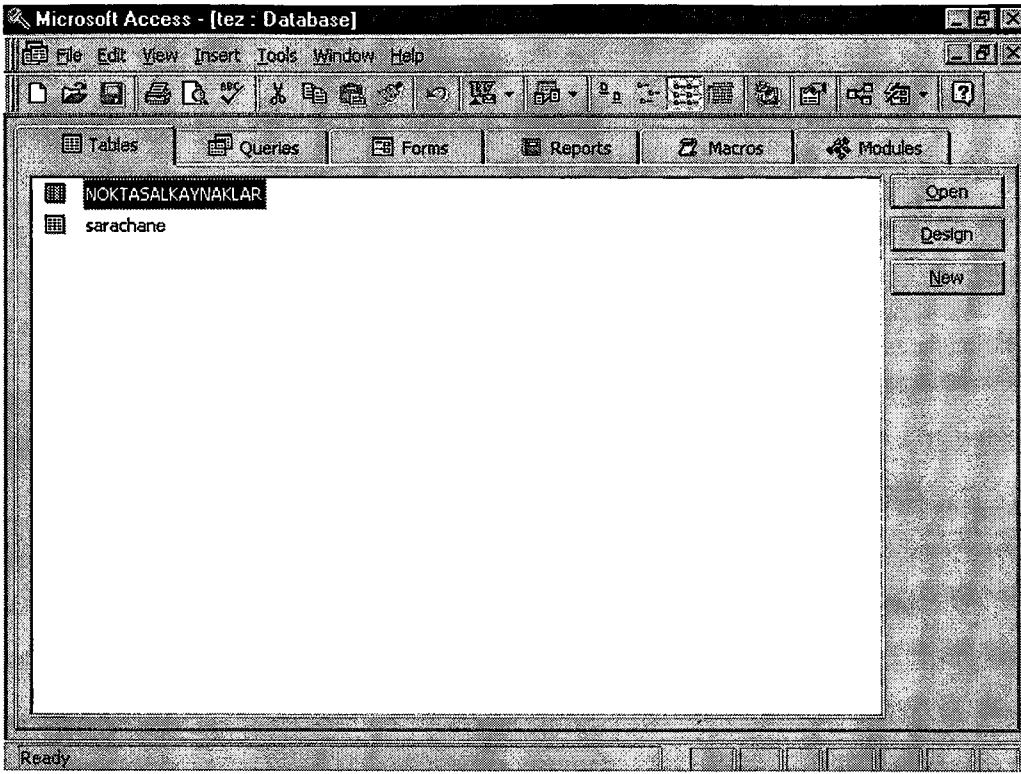 Microsoft Access - [tez : Database]
File Edit View Insert Tools Window Help
ABC
Tables Queries Forms Reports Macros Modules
NOKTASALKAYNAKLAR
sarachane
Open
Design
New
Ready